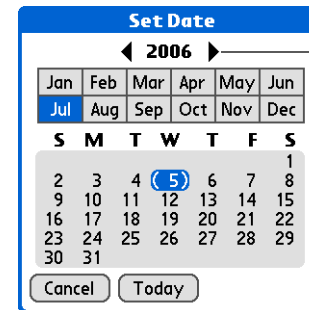 Set Date
2006
Jan Feb Mar Apr May Jun
Jul Aug Sep Oct Nov Dec
S M T W T F S
1
2 3 4 5 6 7 8
9 10 11 12 13 14 15
16 17 18 19 20 21 22
23 24 25 26 27 28 29
30 31
Cancel Today